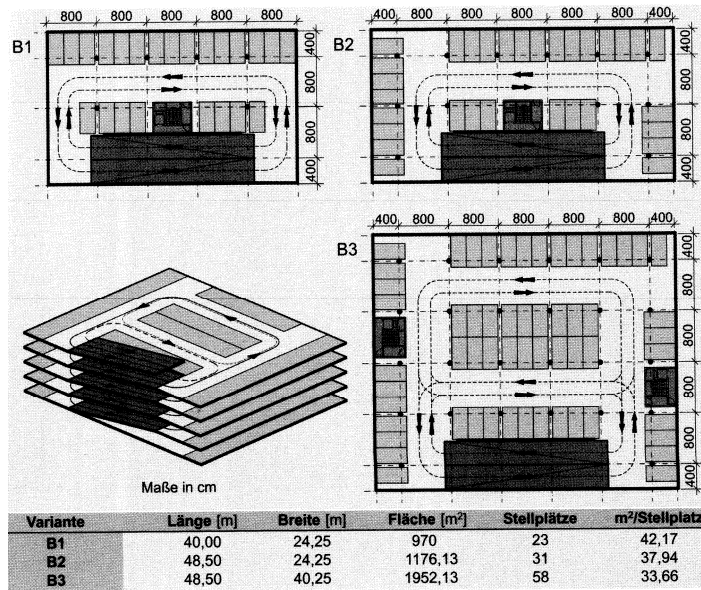 800 800 800 800 800
B1
400 800 800 400
400 800 800 800 800 800 400
B2
400 800 800 400
400 800 800 800 800 800 400
B3
400 800 800 800 800 400
Maße in cm
Variante Länge [m] Breite [m] Fläche [m²] Stellplätze m²/Stellplatz
B1 40,00 24,25 970 23 42,17
B2 48,50 24,25 1176,13 31 37,94
B3 48,50 40,25 1952,13 58 33,66